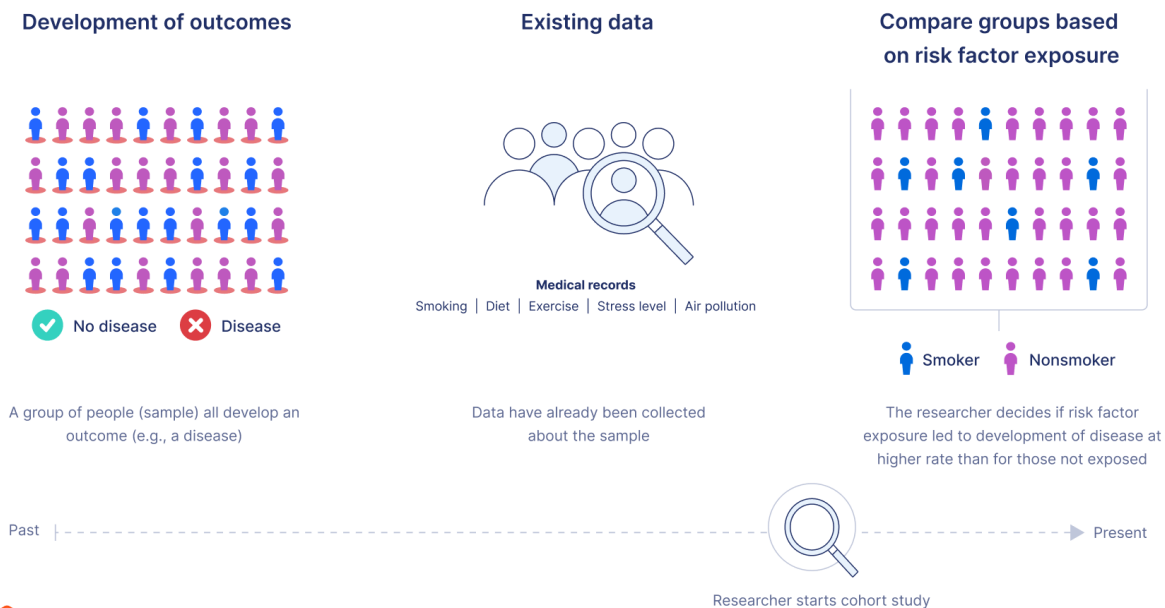 Development of outcomes
Existing data
Compare groups based
on risk factor exposure
No disease
Disease
Medical records
Smoking | Diet | Exercise | Stress level | Air pollution
Smoker
Nonsmoker
A group of people (sample) all develop an
outcome (e.g., a disease)
Data have already been collected
about the sample
The researcher decides if risk factor
exposure led to development of disease at
higher rate than for those not exposed
Past
Present
Researcher starts cohort study